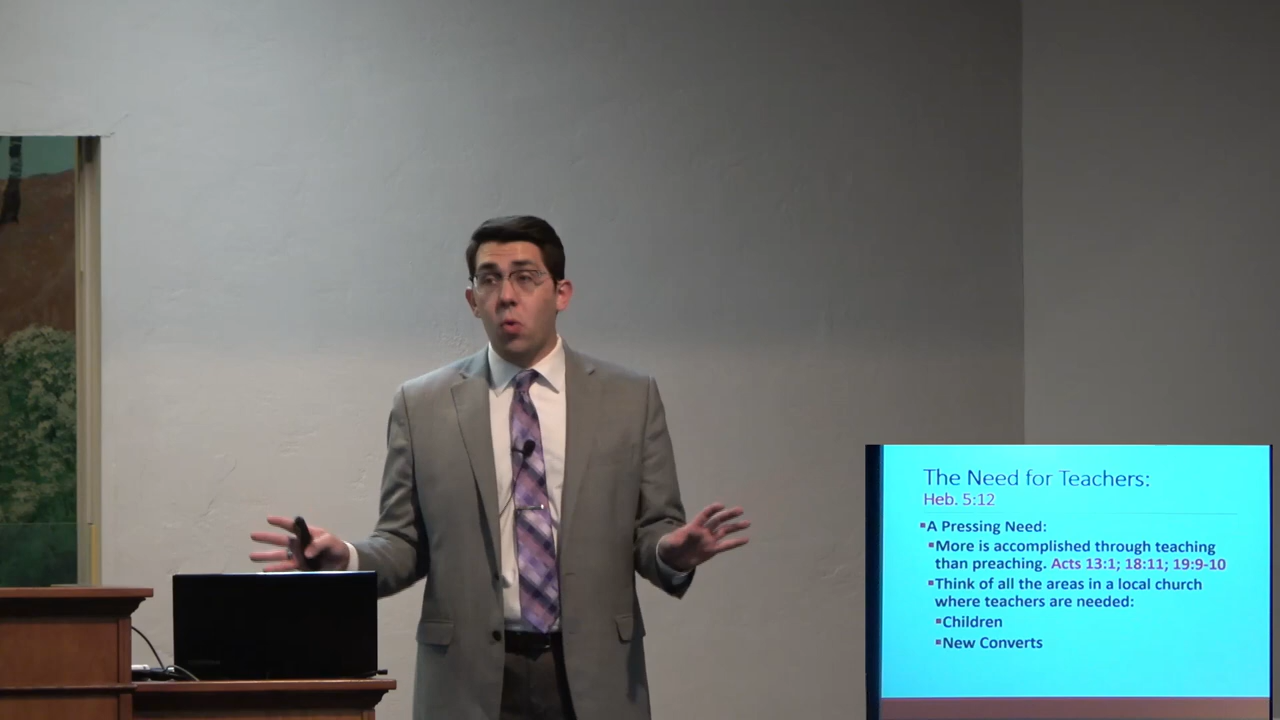 The Need for Teachers:
Heb. 5:12
▪A Pressing Need:
▪More is accomplished through teaching
than preaching. Acts 13:1; 18:11; 19:9-10
▪Think of all the areas in a local church
where teachers are needed:
▪Children
▪New Converts